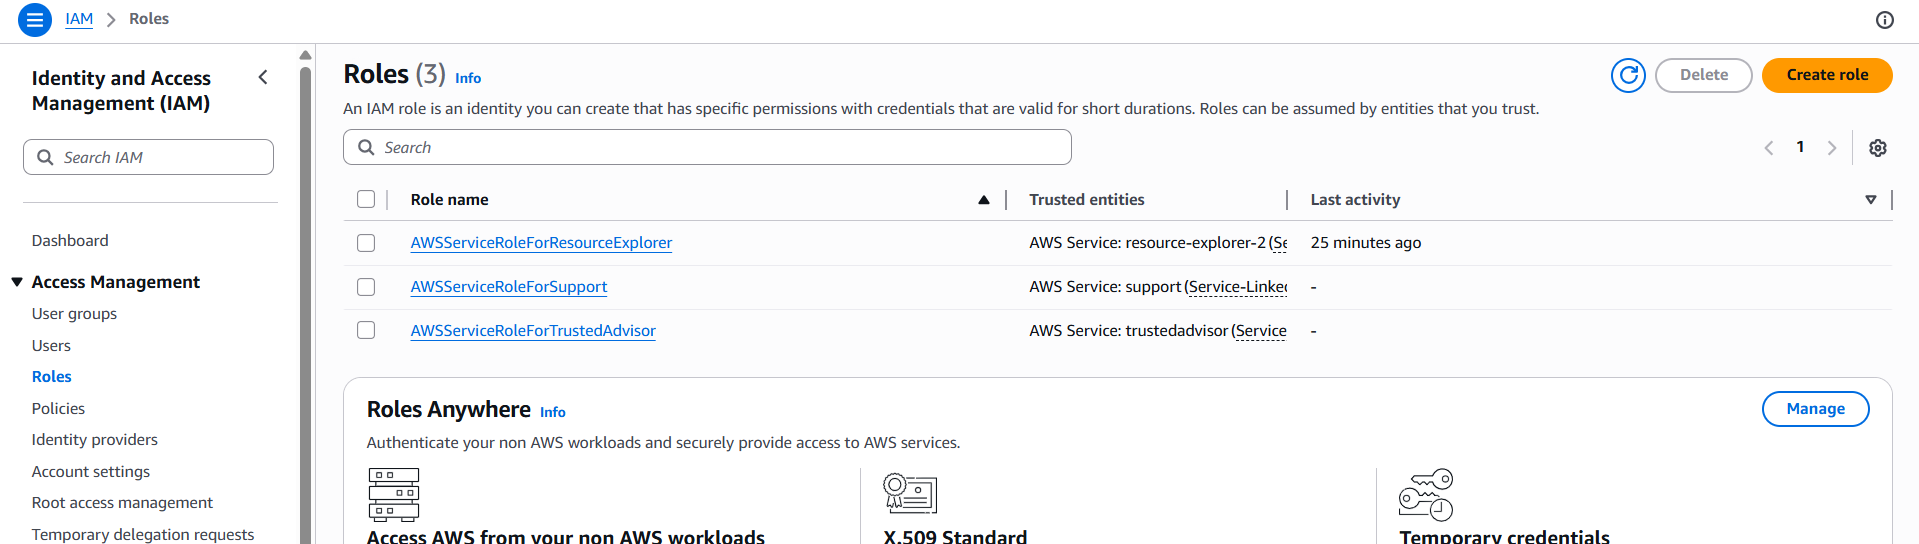 IAM > Roles
Identity and Access
Management (IAM)
Search IAM
Dashboard
Access Management
User groups
Users
Roles
Policies
Identity providers
Account settings
Root access management
Temporary delegation requests
Roles (3) Info
Delete
Create role
An IAM role is an identity you can create that has specific permissions with credentials that are valid for short durations. Roles can be assumed by entities that you trust.
Search
1
Role name Trusted entities Last activity
AWSServiceRoleForResourceExplorer AWS Service: resource-explorer-2 (Se 25 minutes ago
AWSServiceRoleForSupport AWS Service: support (Service-Linked -
AWSServiceRoleForTrustedAdvisor AWS Service: trustedadvisor (Service -
Roles Anywhere Info
Manage
Authenticate your non AWS workloads and securely provide access to AWS services.
Access AWS from your non AWS workloads
X.509 Standard
Temporary credentials